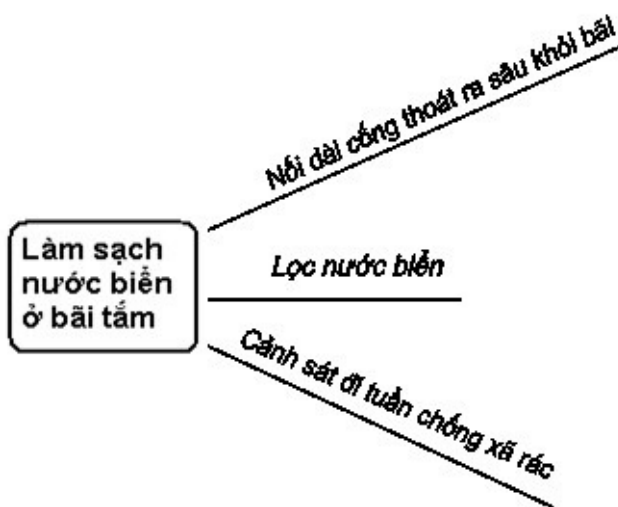 Nối dài cống thoát ra sâu khỏi bãi
Làm sạch
nước biển
ở bãi tắm
Lọc nước biển
Cảnh sát đi tuần chống xã rác